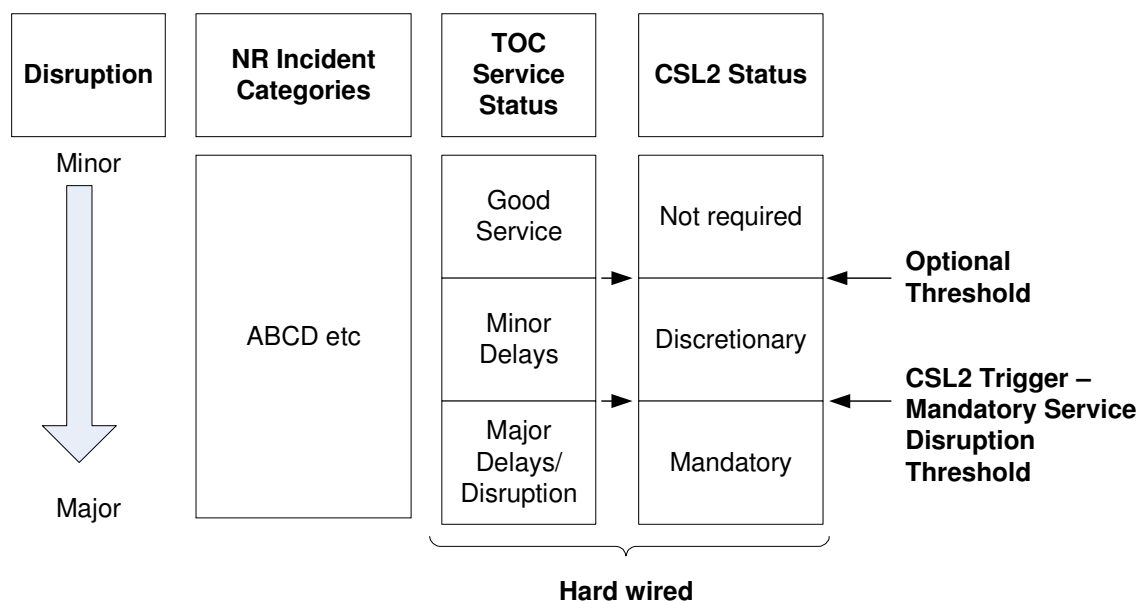 Disruption
NR Incident
Categories
TOC
Service
Status
CSL2 Status
Minor
Major
ABCD etc
Good
Service
Minor
Delays
Major
Delays/
Disruption
Not required
Discretionary
Mandatory
Optional
Threshold
CSL2 Trigger –
Mandatory Service
Disruption
Threshold
Hard wired